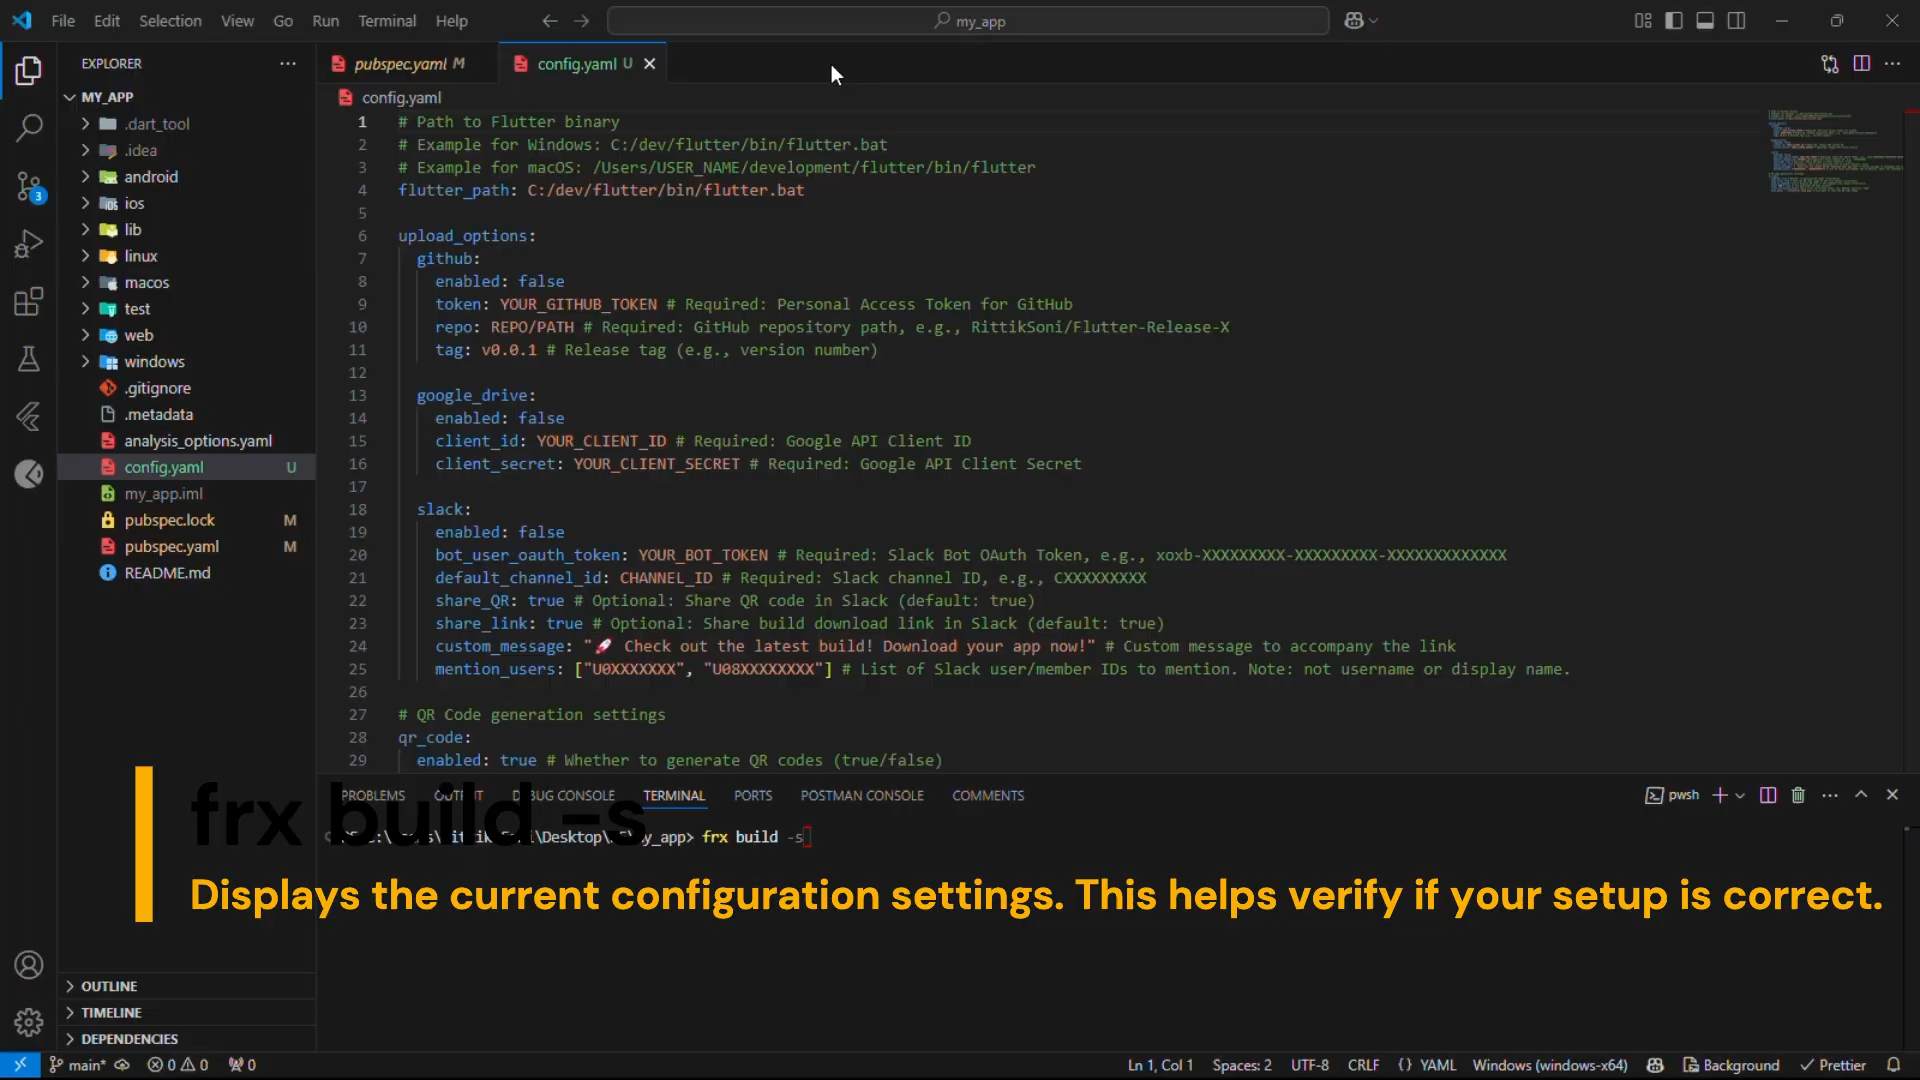 File Edit Selection View Go Run Terminal Help
my_app
EXPLORER
MY_APP
.dart_tool
.idea
android
ios
lib
linux
macos
test
web
windows
.gitignore
.metadata
analysis_options.yaml
config.yaml U
my_app.iml
pubspec.lock M
pubspec.yaml M
README.md
OUTLINE
TIMELINE
DEPENDENCIES
3
pubspec.yaml M
config.yaml U
config.yaml
1 # Path to Flutter binary
2 # Example for Windows: C:/dev/flutter/bin/flutter.bat
3 # Example for macOS: /Users/USER_NAME/development/flutter/bin/flutter
4 flutter_path: C:/dev/flutter/bin/flutter.bat
5
6 upload_options:
7 github:
8 enabled: false
9 token: YOUR_GITHUB_TOKEN # Required: Personal Access Token for GitHub
10 repo: REPO/PATH # Required: GitHub repository path, e.g., RittikSoni/Flutter-Release-X
11 tag: v0.0.1 # Release tag (e.g., version number)
12
13 google_drive:
14 enabled: false
15 client_id: YOUR_CLIENT_ID # Required: Google API Client ID
16 client_secret: YOUR_CLIENT_SECRET # Required: Google API Client Secret
17
18 slack:
19 enabled: false
20 bot_user_oauth_token: YOUR_BOT_TOKEN # Required: Slack Bot OAuth Token, e.g., xoxb-XXXXXXXXX-XXXXXXXXX-XXXXXXXXXXXXX
21 default_channel_id: CHANNEL_ID # Required: Slack channel ID, e.g., CXXXXXXXXX
22 share_QR: true # Optional: Share QR code in Slack (default: true)
23 share_link: true # Optional: Share build download link in Slack (default: true)
24 custom_message: "🚀 Check out the latest build! Download your app now!" # Custom message to accompany the link
25 mention_users: ["U0XXXXXXX", "U08XXXXXXXX"] # List of Slack user/member IDs to mention. Note: not username or display name.
26
27 # QR Code generation settings
28 qr_code:
29 enabled: true # Whether to generate QR codes (true/false)
PROBLEMS OUTPUT DEBUG CONSOLE TERMINAL PORTS POSTMAN CONSOLE COMMENTS
pwsh
frx build -s
\Desktop\ my_app> frx build -s
Displays the current configuration settings. This helps verify if your setup is correct.
main* 0 0 0
Ln 1, Col 1 Spaces: 2 UTF-8 CRLF {} YAML Windows (windows-x64) Background Prettier